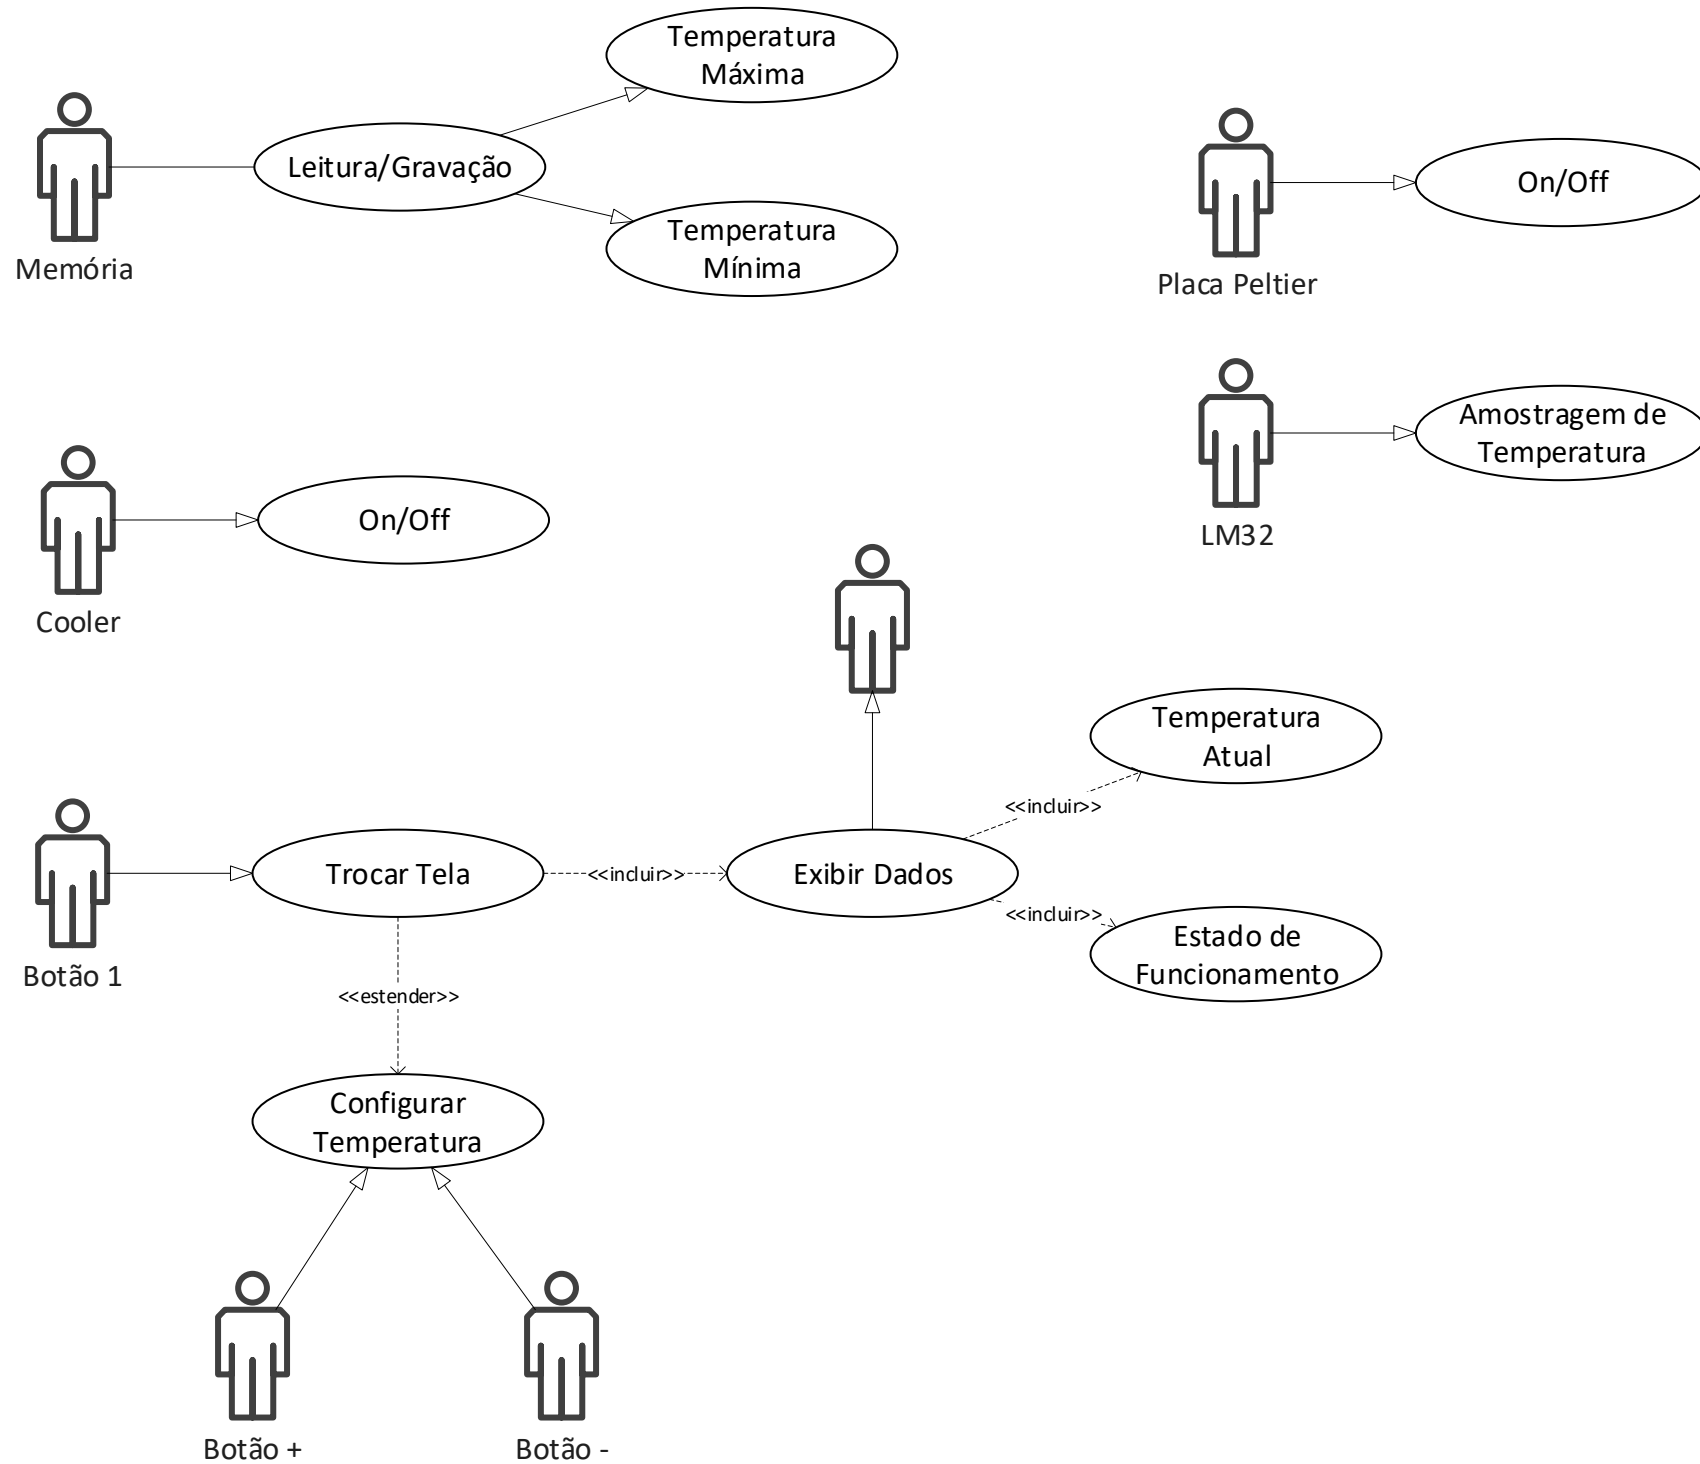 Temperatura
Máxima
Leitura/Gravação
Temperatura
Mínima
Memória
On/Off
Placa Peltier
Amostragem de
Temperatura
LM32
On/Off
Cooler
Temperatura
Atual
<<incluir>>
Trocar Tela
<<incluir>>
Exibir Dados
<<incluir>>
Estado de
Funcionamento
Botão 1
<<estender>>
Configurar
Temperatura
Botão +
Botão -